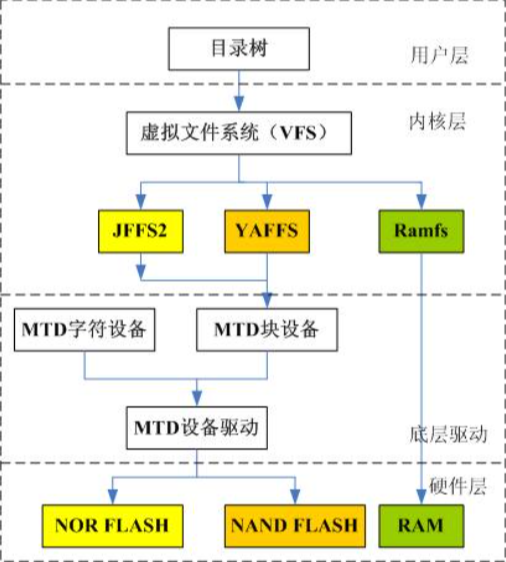 目录树
用户层
内核层
虚拟文件系统（VFS）
JFFS2
YAFFS
Ramfs
MTD字符设备
MTD块设备
MTD设备驱动
底层驱动
硬件层
NOR FLASH
NAND FLASH
RAM